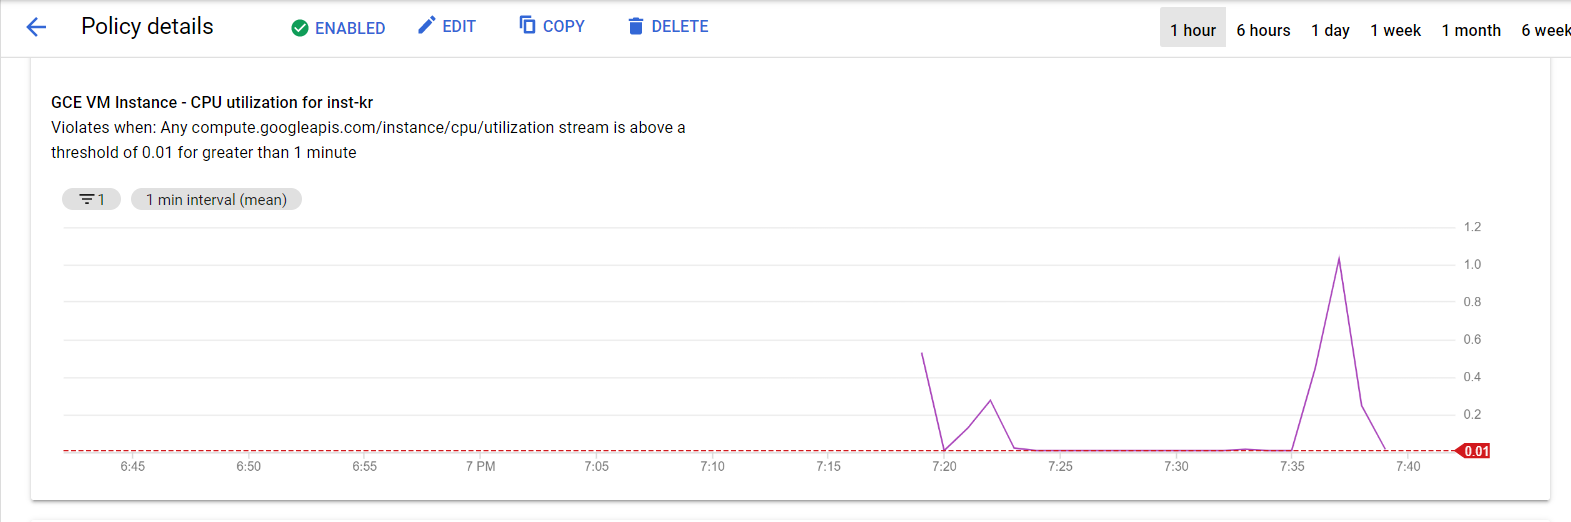 Policy details
ENABLED
EDIT
COPY
DELETE
1 hour
6 hours
1 day
1 week
1 month
6 week
GCE VM Instance - CPU utilization for inst-kr
Violates when: Any compute.googleapis.com/instance/cpu/utilization stream is above a
threshold of 0.01 for greater than 1 minute
1
1 min interval (mean)
1.2
1.0
0.8
0.6
0.4
0.2
0.01
6:45
6:50
6:55
7 PM
7:05
7:10
7:15
7:20
7:25
7:30
7:35
7:40